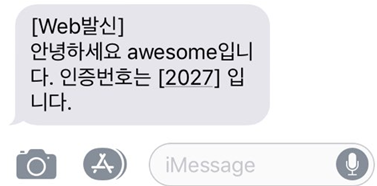 [Web발신]
안녕하세요 awesome입니
다. 인증번호는 [2027] 입
니다.
iMessage